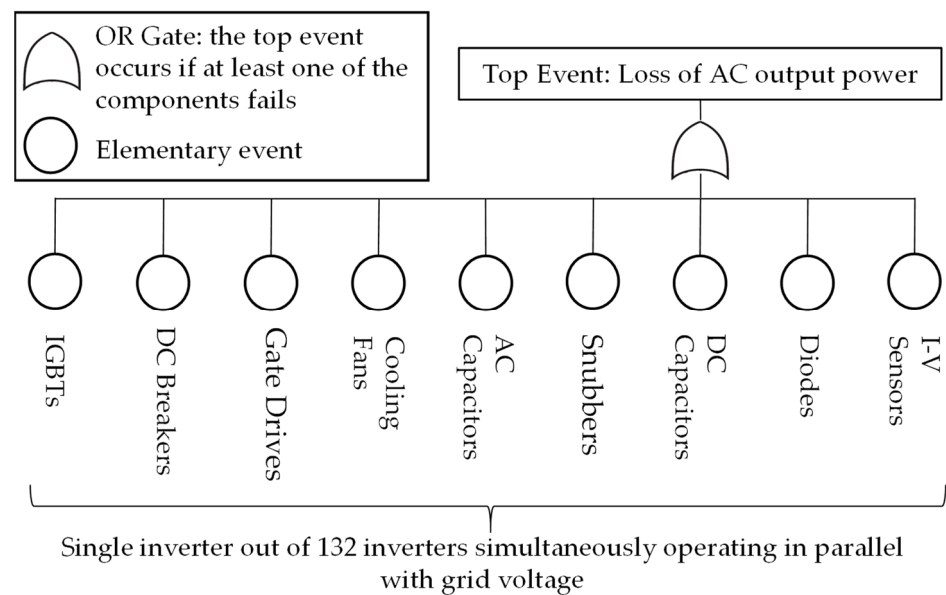 OR Gate: the top event
occurs if at least one of the
components fails
Elementary event
Top Event: Loss of AC output power
IGBTs
DC Breakers
Gate Drives
Cooling
Fans
AC
Capacitors
Snubbers
DC
Capacitors
Diodes
I-V
Sensors
Single inverter out of 132 inverters simultaneously operating in parallel
with grid voltage